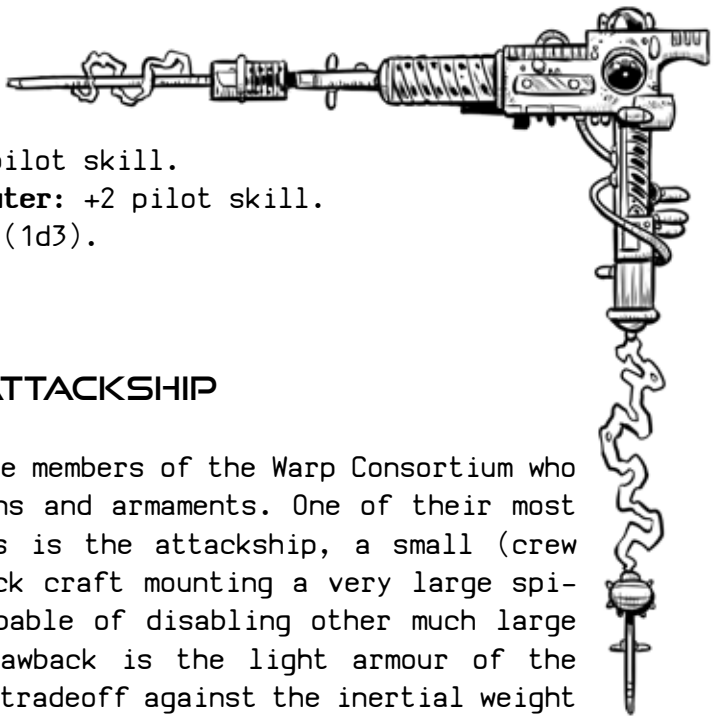 pilot skill.
uter: +2 pilot skill.
(1d3).
ATTACKSHIP
e members of the Warp Consortium who
ns and armaments. One of their most
s is the attackship, a small (crew
ck craft mounting a very large spi-
pable of disabling other much large
awback is the light armour of the
tradeoff against the inertial weight